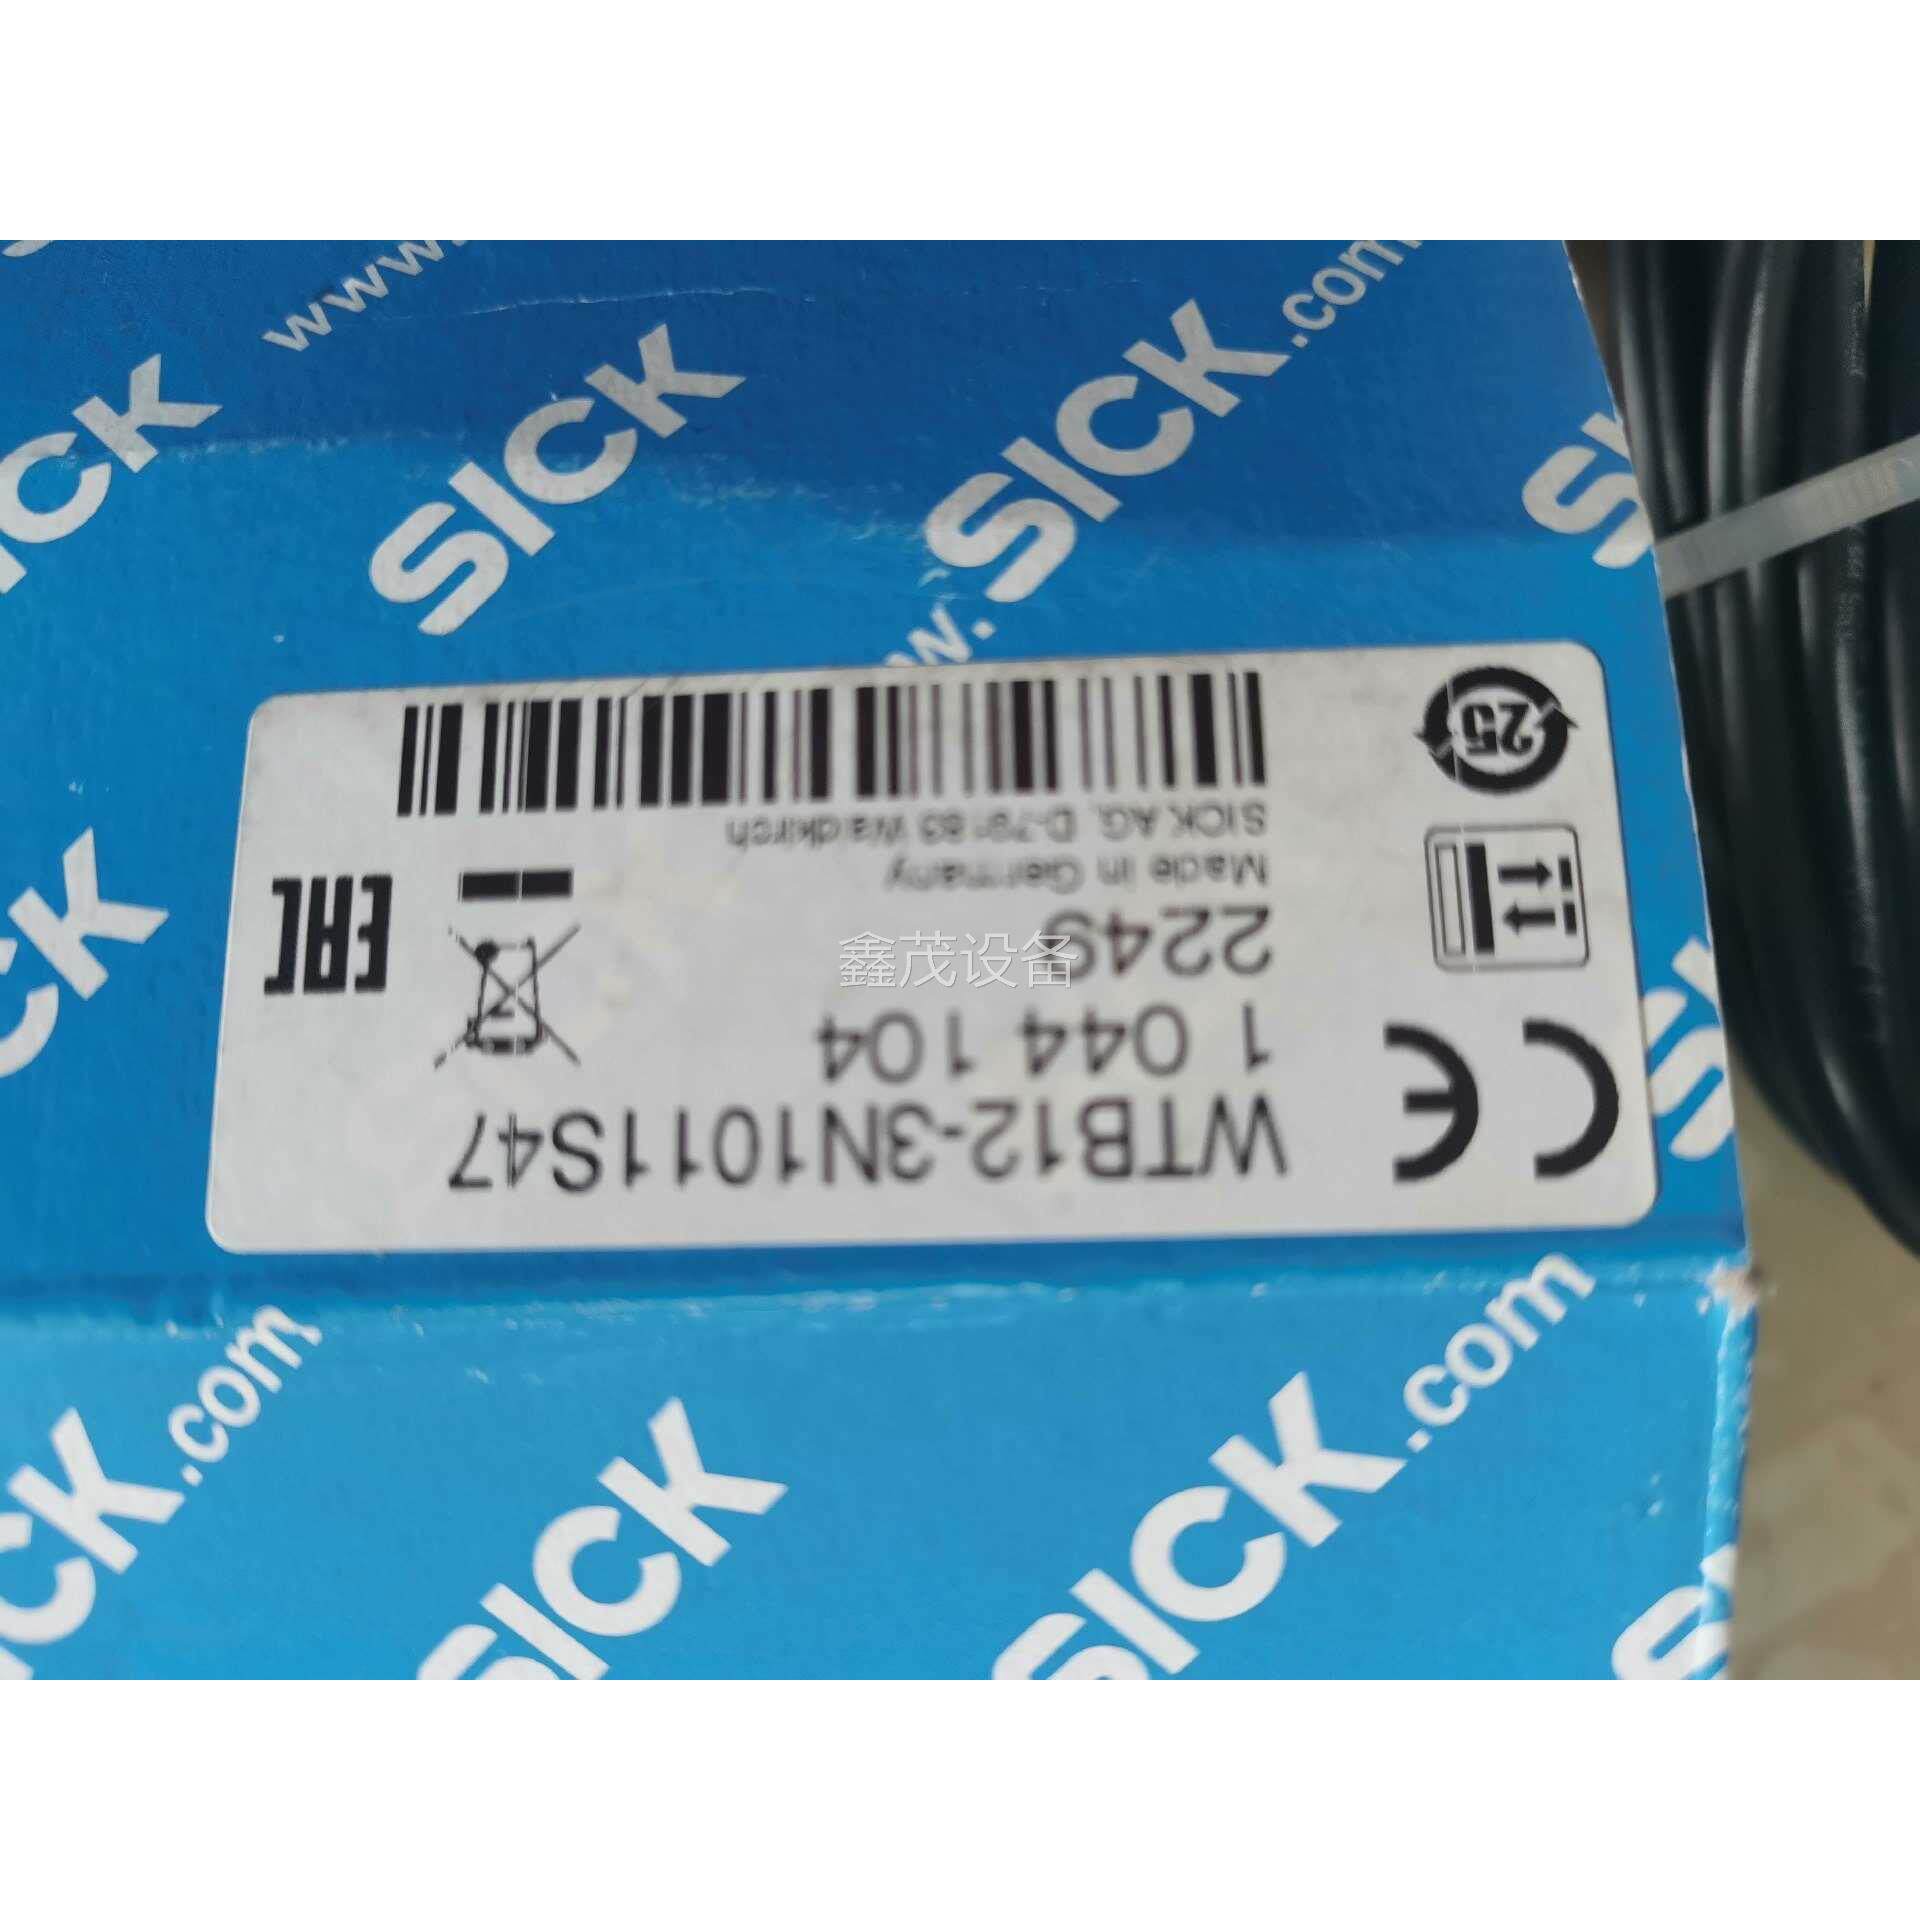 www.
SICK
SICK
SICK.com
w.
SICK
WTB12-3N1011S47
1 044 104
2249
Made in Germany
SICK AG, D-79183 Waldkirch
CE
EAC
25
鑫茂设备
SICK.com
SICK
SICK.com